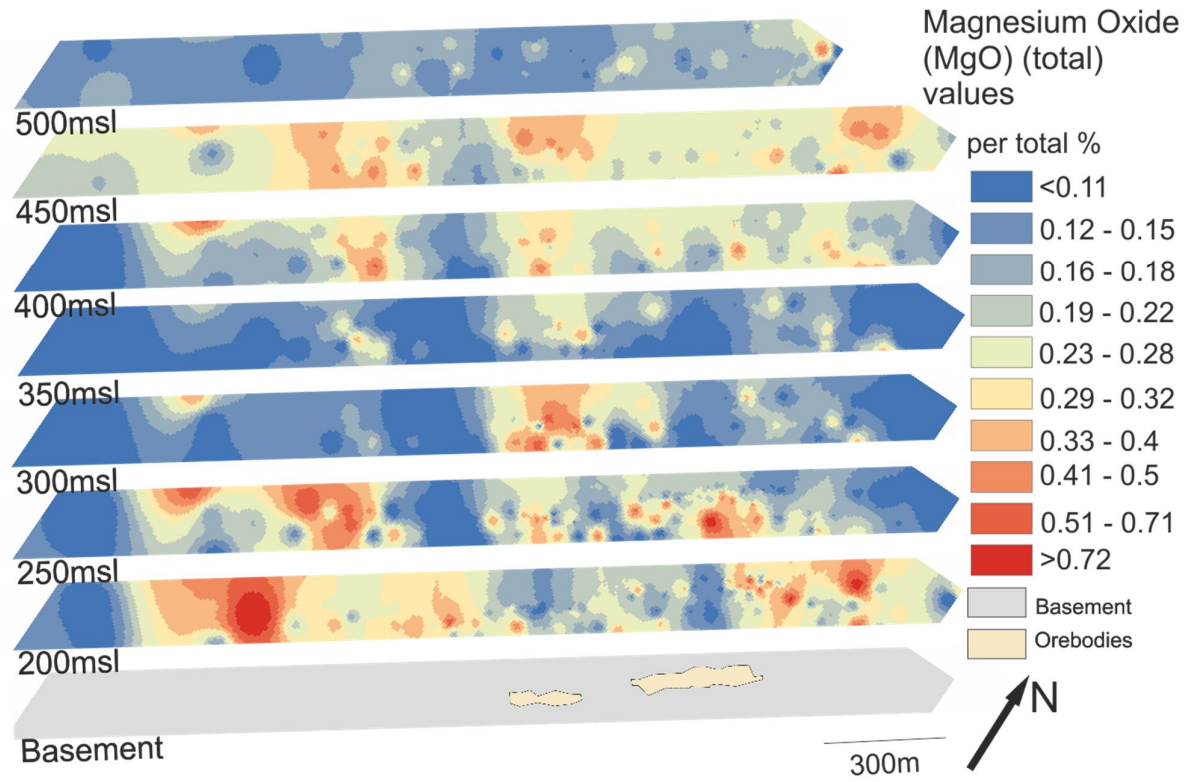 Magnesium Oxide
(MgO) (total)
values
per total %
<0.11
0.12 - 0.15
0.16 - 0.18
0.19 - 0.22
0.23 - 0.28
0.29 - 0.32
0.33 - 0.4
0.41 - 0.5
0.51 - 0.71
>0.72
Basement
Orebodies
500msl
450msl
400msl
350msl
300msl
250msl
200msl
Basement
300m
N